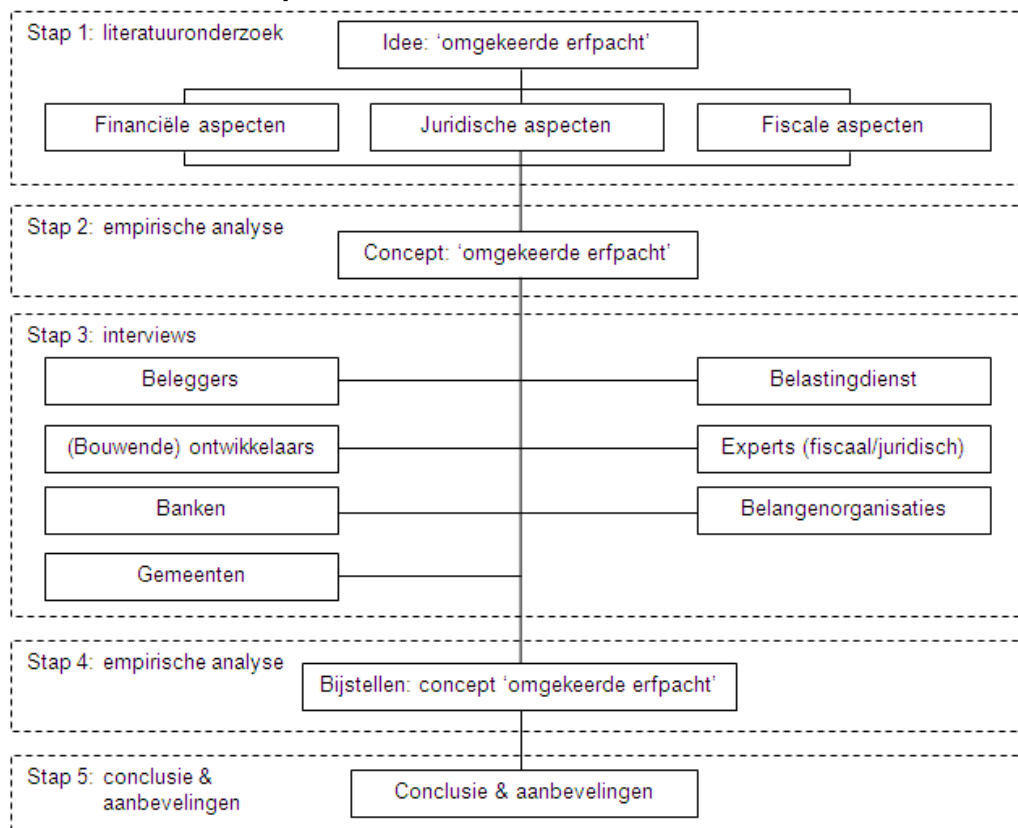 Stap 1: literatuuronderzoek
Idee: ‘omgekeerde erfpacht’
Financiële aspecten
Juridische aspecten
Fiscale aspecten
Stap 2: empirische analyse
Concept: ‘omgekeerde erfpacht’
Stap 3: interviews
Beleggers
Belastingdienst
(Bouwende) ontwikkelaars
Experts (fiscaal/juridisch)
Banken
Belangenorganisaties
Gemeenten
Stap 4: empirische analyse
Bijstellen: concept ‘omgekeerde erfpacht’
Stap 5: conclusie &
aanbevelingen
Conclusie & aanbevelingen